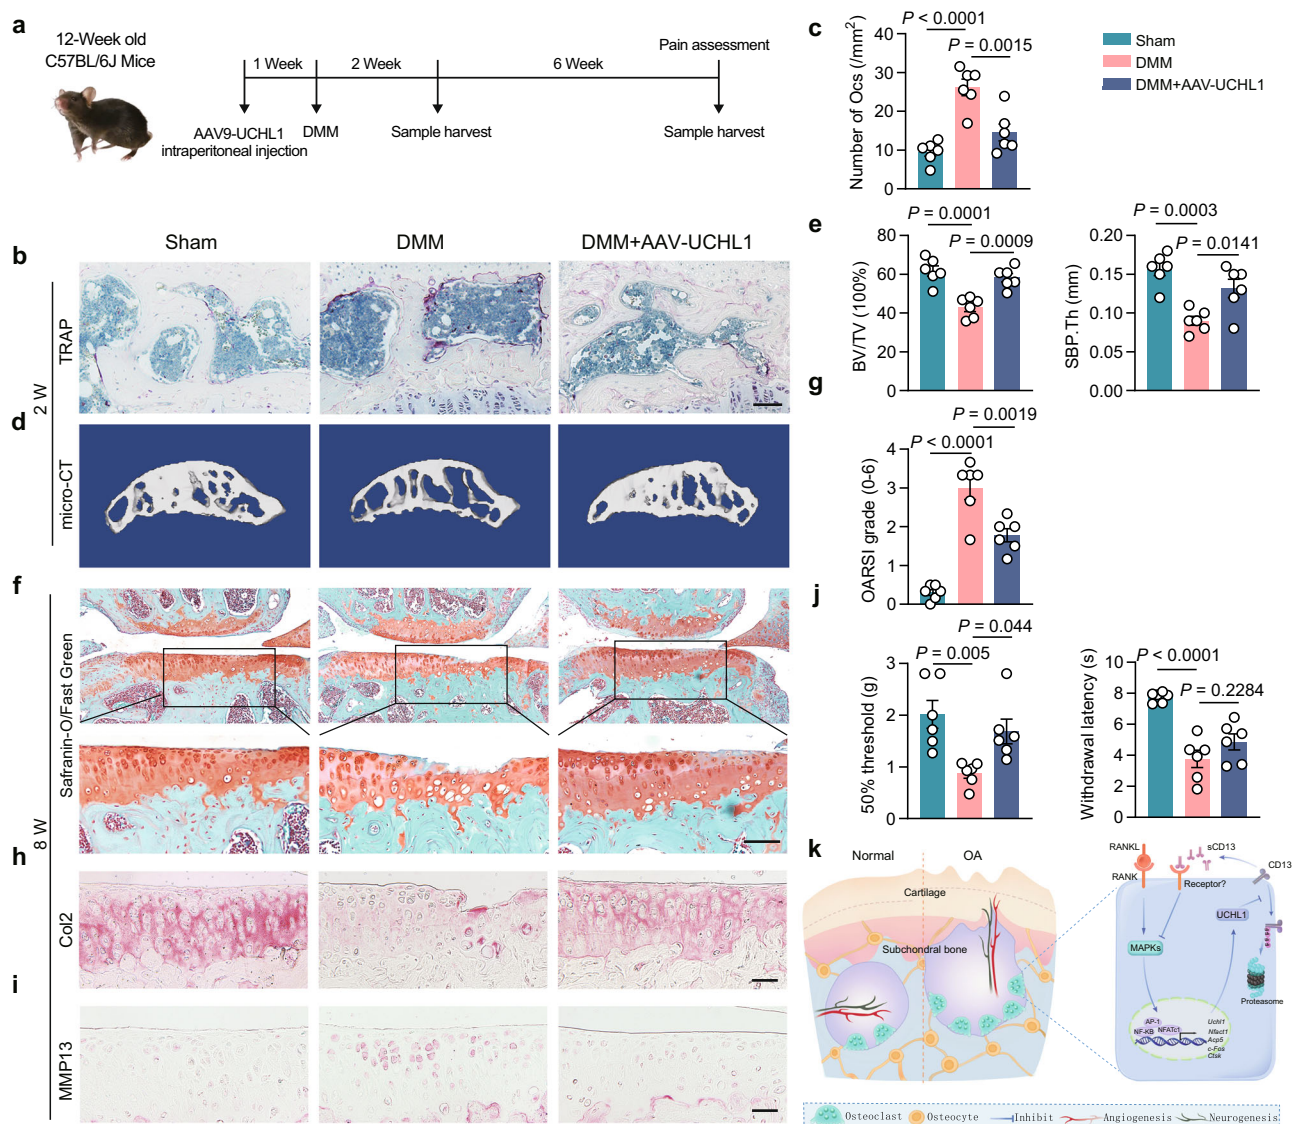 a
12-Week old
C57BL/6J Mice
1 Week
2 Week
6 Week
Pain assessment
AAV9-UCHL1
intraperitoneal injection
DMM
Sample harvest
Sample harvest
c
Number of Ocs (/mm²)
40
30
20
10
0
P < 0.0001
P = 0.0015
Sham
DMM
DMM+AAV-UCHL1
b
Sham
DMM
DMM+AAV-UCHL1
2 W
TRAP
d
micro-CT
e
BV/TV (100%)
80
60
40
20
0
P = 0.0001
P = 0.0009
SBP.Th (mm)
0.20
0.15
0.10
0.05
0.00
P = 0.0003
P = 0.0141
g
OARSI grade (0-6)
4
3
2
1
0
P < 0.0001
P = 0.0019
f
8 W
Safranin-O/Fast Green
h
Col2
i
MMP13
j
50% threshold (g)
3
2
1
0
P = 0.005
P = 0.044
Withdrawal latency (s)
10
8
6
4
2
0
P < 0.0001
P = 0.2284
k
Normal
OA
Cartilage
Subchondral bone
RANKL
RANK
sCD13
Receptor?
CD13
UCHL1
MAPKs
Proteasome
AP-1
NF-KB
NFATc1
Uchl1
Nfact1
Acp5
c-Fos
Ctsk
Osteoclast
Osteocyte
Inhibit
Angiogenesis
Neurogenesis